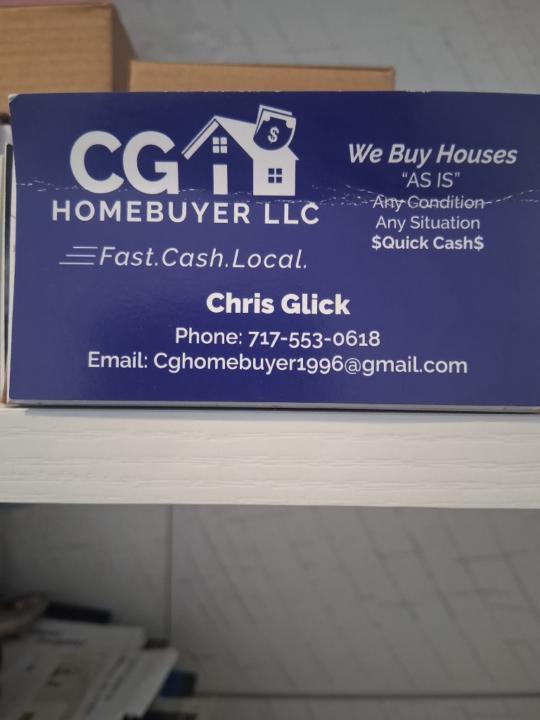 CG
HOMEBUYER LLC
Fast.Cash.Local.
$
We Buy Houses
"AS IS"
Any Condition
Any Situation
$Quick Cash$
Chris Glick
Phone: 717-553-0618
Email: Cghomebuyer1996@gmail.com